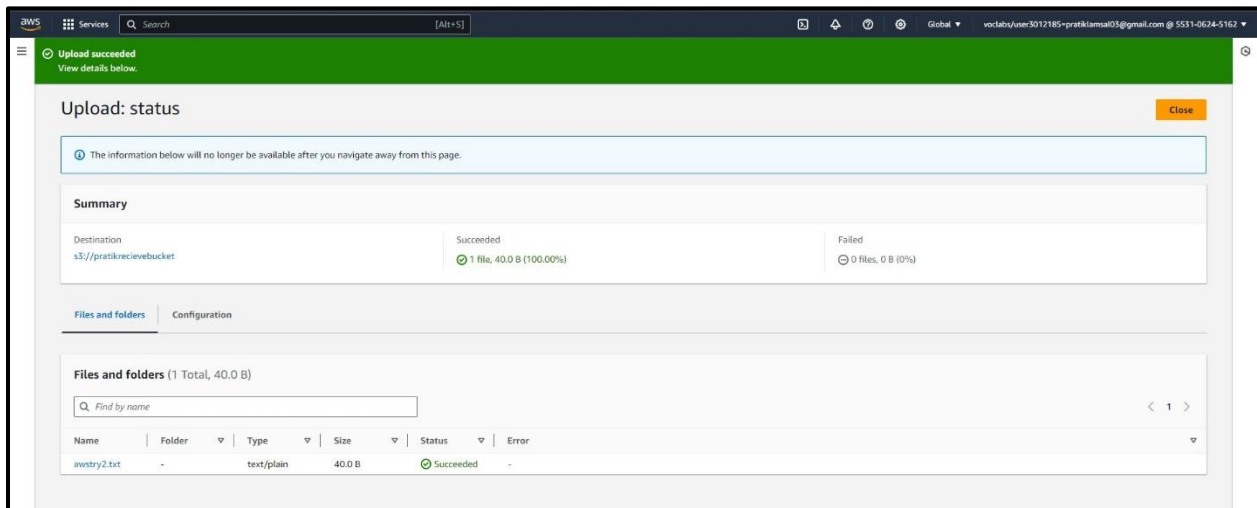 aws Services Search [Alt+S] Global voclabs/user3012185=pratiklamsal03@gmail.com @ 5531-0624-5162
Upload succeeded
View details below.
Upload: status
Close
The information below will no longer be available after you navigate away from this page.
Summary
Destination Succeeded Failed
s3://pratikrecievebucket 1 file, 40.0 B (100.00%) 0 files, 0 B (0%)
Files and folders Configuration
Files and folders (1 Total, 40.0 B)
Find by name 1
Name Folder Type Size Status Error
awstry2.txt - text/plain 40.0 B Succeeded -